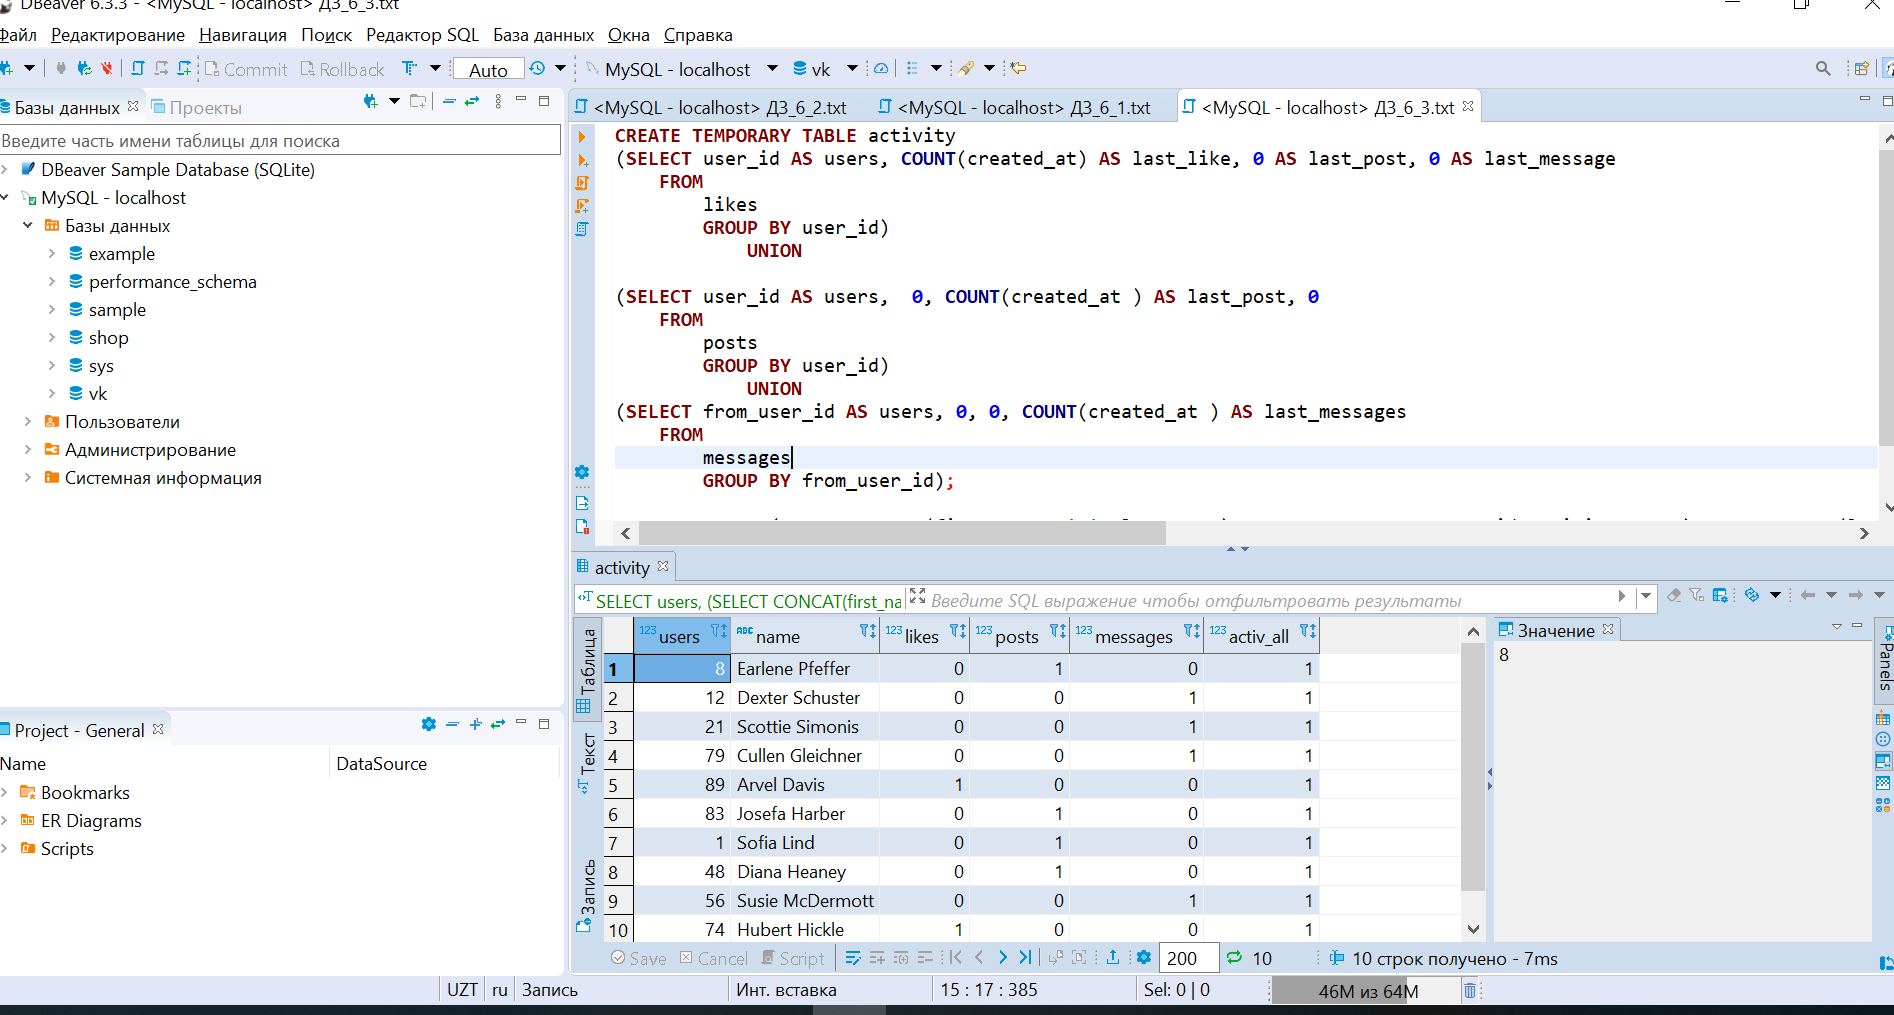 DBeaver 6.3.3 - <MySQL - localhost> ДЗ_6_3.txt
Файл Редактирование Навигация Поиск Редактор SQL База данных Окна Справка
Commit Rollback Auto MySQL - localhost vk
Базы данных Проекты
Введите часть имени таблицы для поиска
DBeaver Sample Database (SQLite)
MySQL - localhost
Базы данных
example
performance_schema
sample
shop
sys
vk
Пользователи
Администрирование
Системная информация
Project - General
Name DataSource
Bookmarks
ER Diagrams
Scripts
<MySQL - localhost> ДЗ_6_2.txt <MySQL - localhost> ДЗ_6_1.txt <MySQL - localhost> ДЗ_6_3.txt
CREATE TEMPORARY TABLE activity
(SELECT user_id AS users, COUNT(created_at) AS last_like, 0 AS last_post, 0 AS last_message
FROM
likes
GROUP BY user_id)
UNION
(SELECT user_id AS users,  0, COUNT(created_at ) AS last_post, 0
FROM
posts
GROUP BY user_id)
UNION
(SELECT from_user_id AS users, 0, 0, COUNT(created_at ) AS last_messages
FROM
messages
GROUP BY from_user_id);
activity
SELECT users, (SELECT CONCAT(first_na Введите SQL выражение чтобы отфильтровать результаты
Таблица
Текст
Запись
123 users ABC name 123 likes 123 posts 123 messages 123 activ_all
1 8 Earlene Pfeffer 0 1 0 1
2 12 Dexter Schuster 0 0 1 1
3 21 Scottie Simonis 0 0 1 1
4 79 Cullen Gleichner 0 0 1 1
5 89 Arvel Davis 1 0 0 1
6 83 Josefa Harber 0 1 0 1
7 1 Sofia Lind 0 1 0 1
8 48 Diana Heaney 0 1 0 1
9 56 Susie McDermott 0 0 1 1
10 74 Hubert Hickle 1 0 0 1
Значение
8
Panels
Save Cancel Script 200 10 10 строк получено - 7ms
UZT ru Запись Инт. вставка 15 : 17 : 385 Sel: 0 | 0 46M из 64M